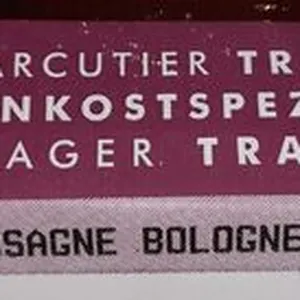 ARCUTIER TR
NKOSTSPEZ
AGER TRA
SAGNE BOLOGNE